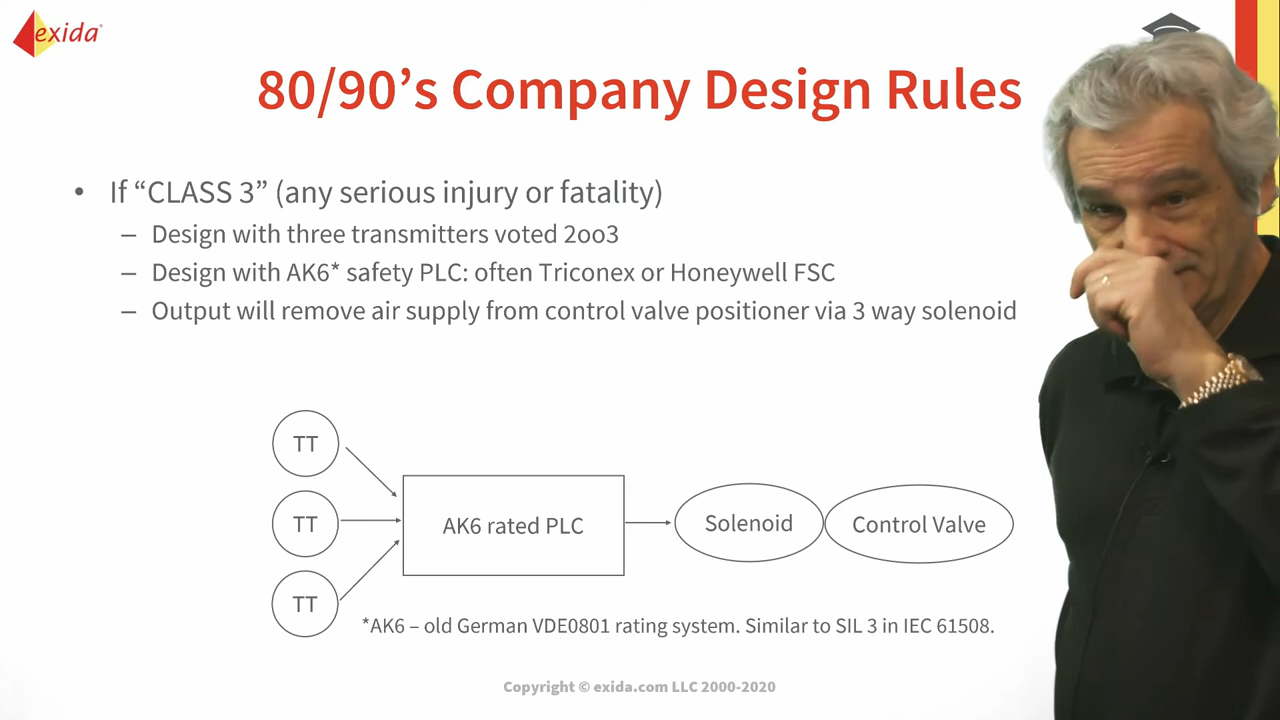 exida
80/90’s Company Design Rules
• If “CLASS 3” (any serious injury or fatality)
– Design with three transmitters voted 2oo3
– Design with AK6* safety PLC: often Triconex or Honeywell FSC
– Output will remove air supply from control valve positioner via 3 way solenoid
TT
TT
TT
AK6 rated PLC
Solenoid
Control Valve
*AK6 – old German VDE0801 rating system. Similar to SIL 3 in IEC 61508.
Copyright © exida.com LLC 2000-2020